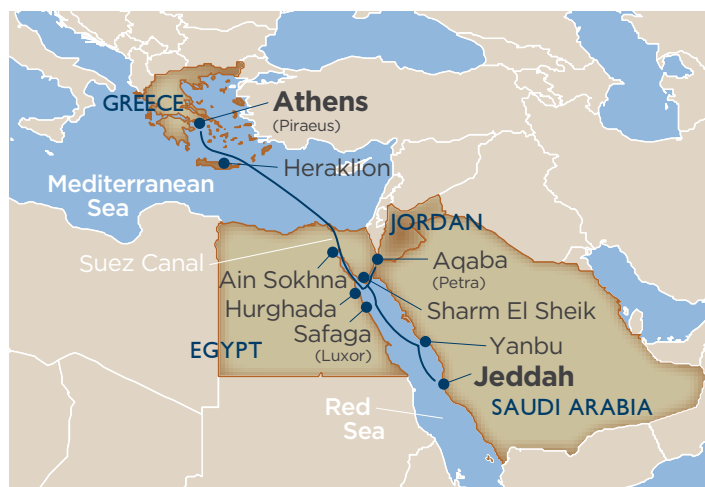 GREECE
Athens
(Piraeus)
Heraklion
Mediterranean
Sea
JORDAN
Suez Canal
Aqaba
(Petra)
Ain Sokhna
Hurghada
Sharm El Sheik
Safaga
(Luxor)
EGYPT
Yanbu
Jeddah
Red
Sea
SAUDI ARABIA